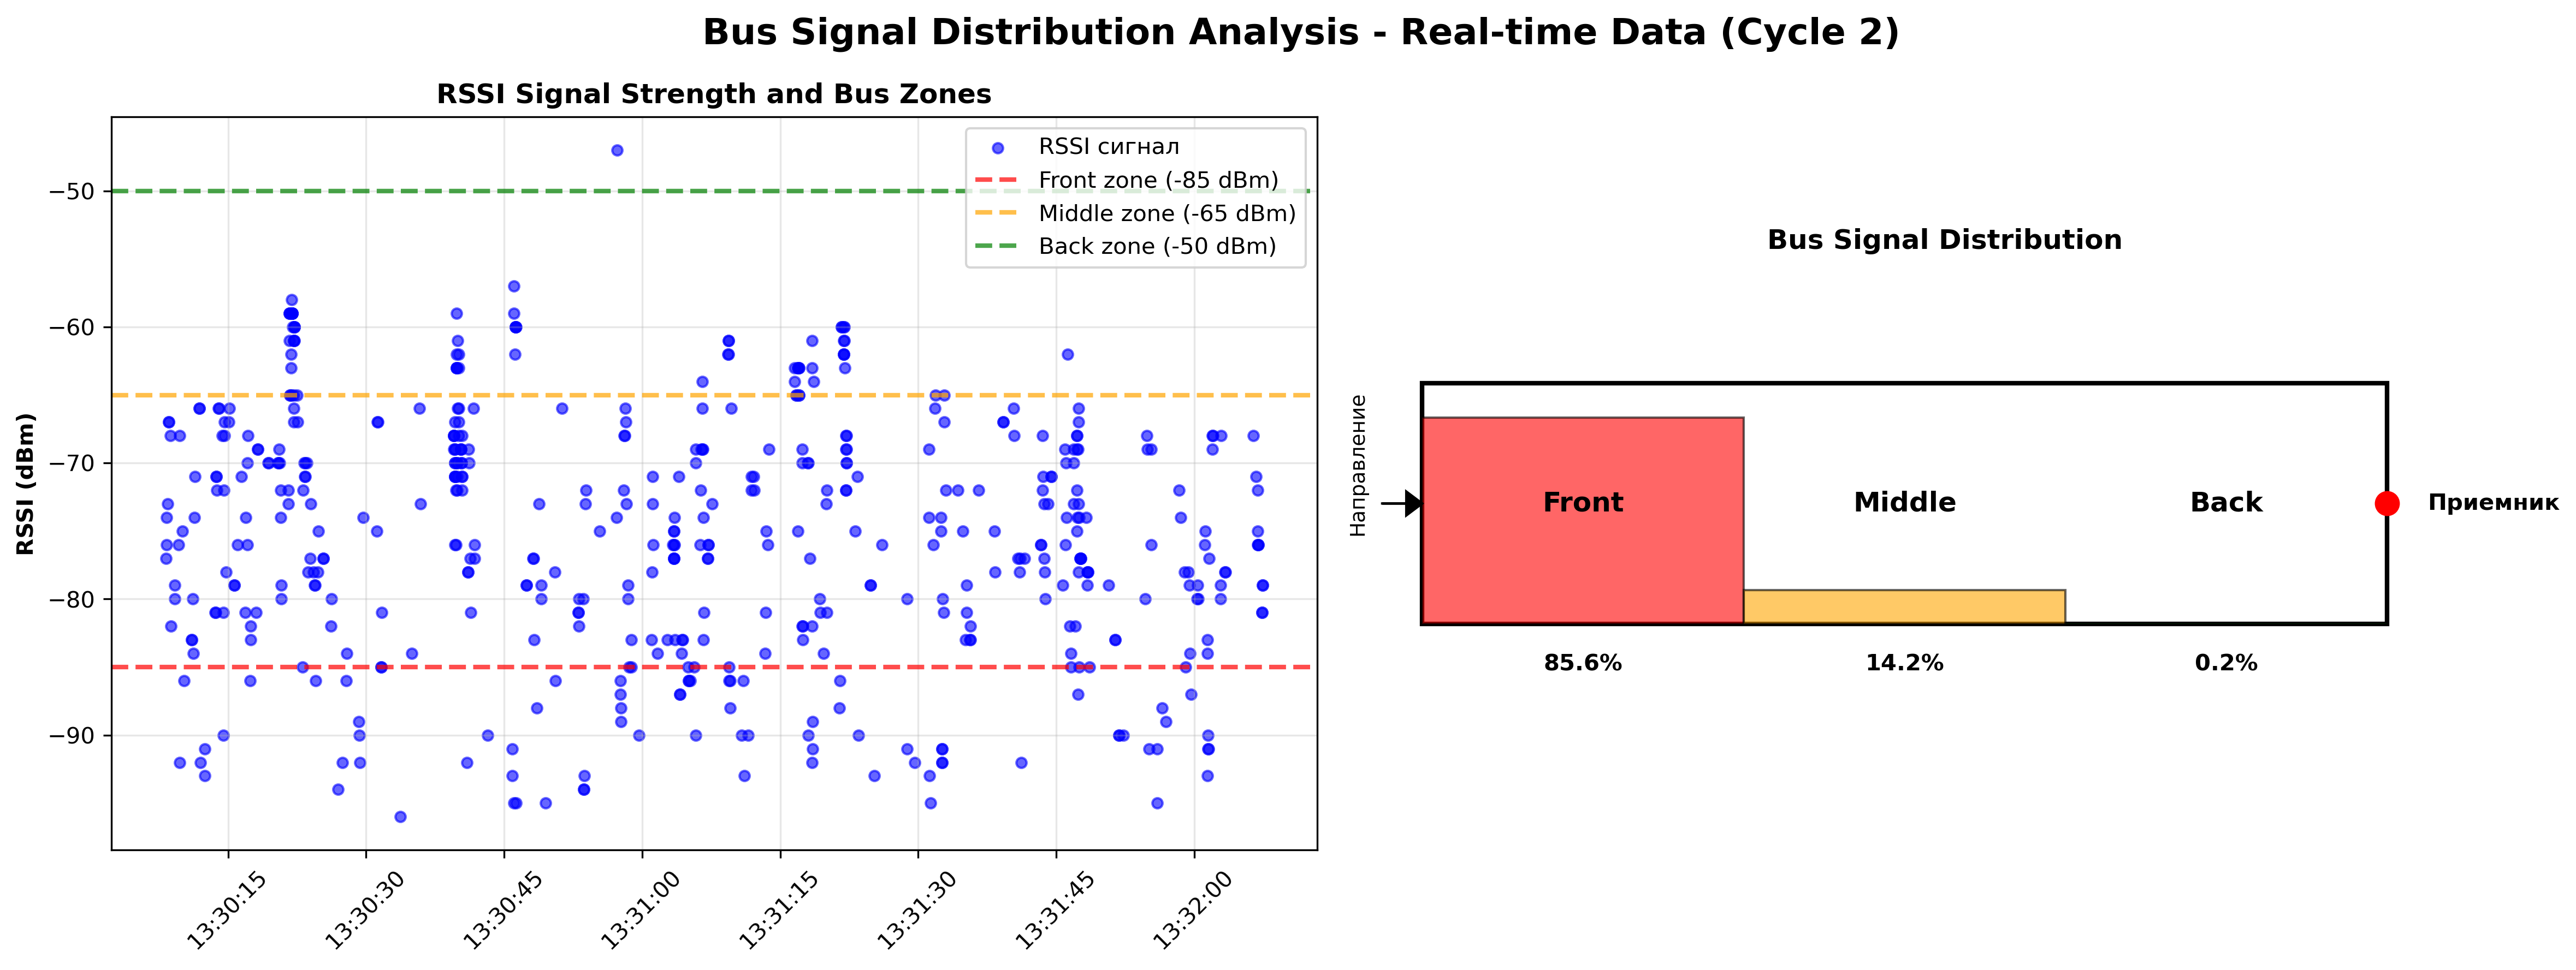 Bus Signal Distribution Analysis - Real-time Data (Cycle 2)
RSSI Signal Strength and Bus Zones
RSSI (dBm)
−50
−60
−70
−80
−90
RSSI сигнал
Front zone (-85 dBm)
Middle zone (-65 dBm)
Back zone (-50 dBm)
13:30:15
13:30:30
13:30:45
13:31:00
13:31:15
13:31:30
13:31:45
13:32:00
Bus Signal Distribution
Направление
Front
Middle
Back
Приемник
85.6%
14.2%
0.2%